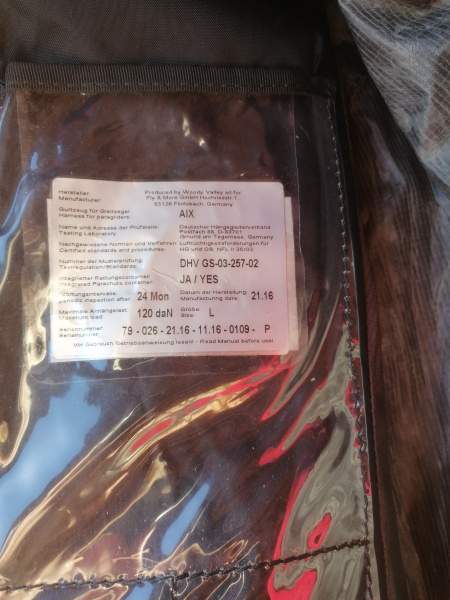 Hersteller: Produced by Woody Valley srl for
Manufacturer: Fly & More GmbH Hochriesstr. 1
83126 Flintsbach, Germany
Gurtzeug für Gleitsegel: AIX
Harness for paragliders:
Name und Adresse der Prüfstelle: Deutscher Hängegleiterverband
Testing Laboratory Postfach 88, D-83701
Gmund am Tegernsee, Germany
Nachgewiesene Normen und Verfahren: Lufttüchtigkeitsforderungen für
Certified standards and procedures: HG und GS, NFL II 35/03
Nummer der Musterprüfung: DHV GS-03-257-02
Testregulation/Standards:
Integrierter Rettungscontainer: JA / YES
Integrated Parachute container:
Wartungsintervalle: 24 Mon Datum der Herstellung: 21.16
periodic inspection after: Manufacturing date:
Maximale Anhängelast: 120 daN Größe: L
Maximum load: Size
Seriennummer: 79 - 026 - 21.16 - 11.16 - 0109 - P
Serialnumber:
Vor Gebrauch Betriebsanweisung lesen! - Read Manual before use!